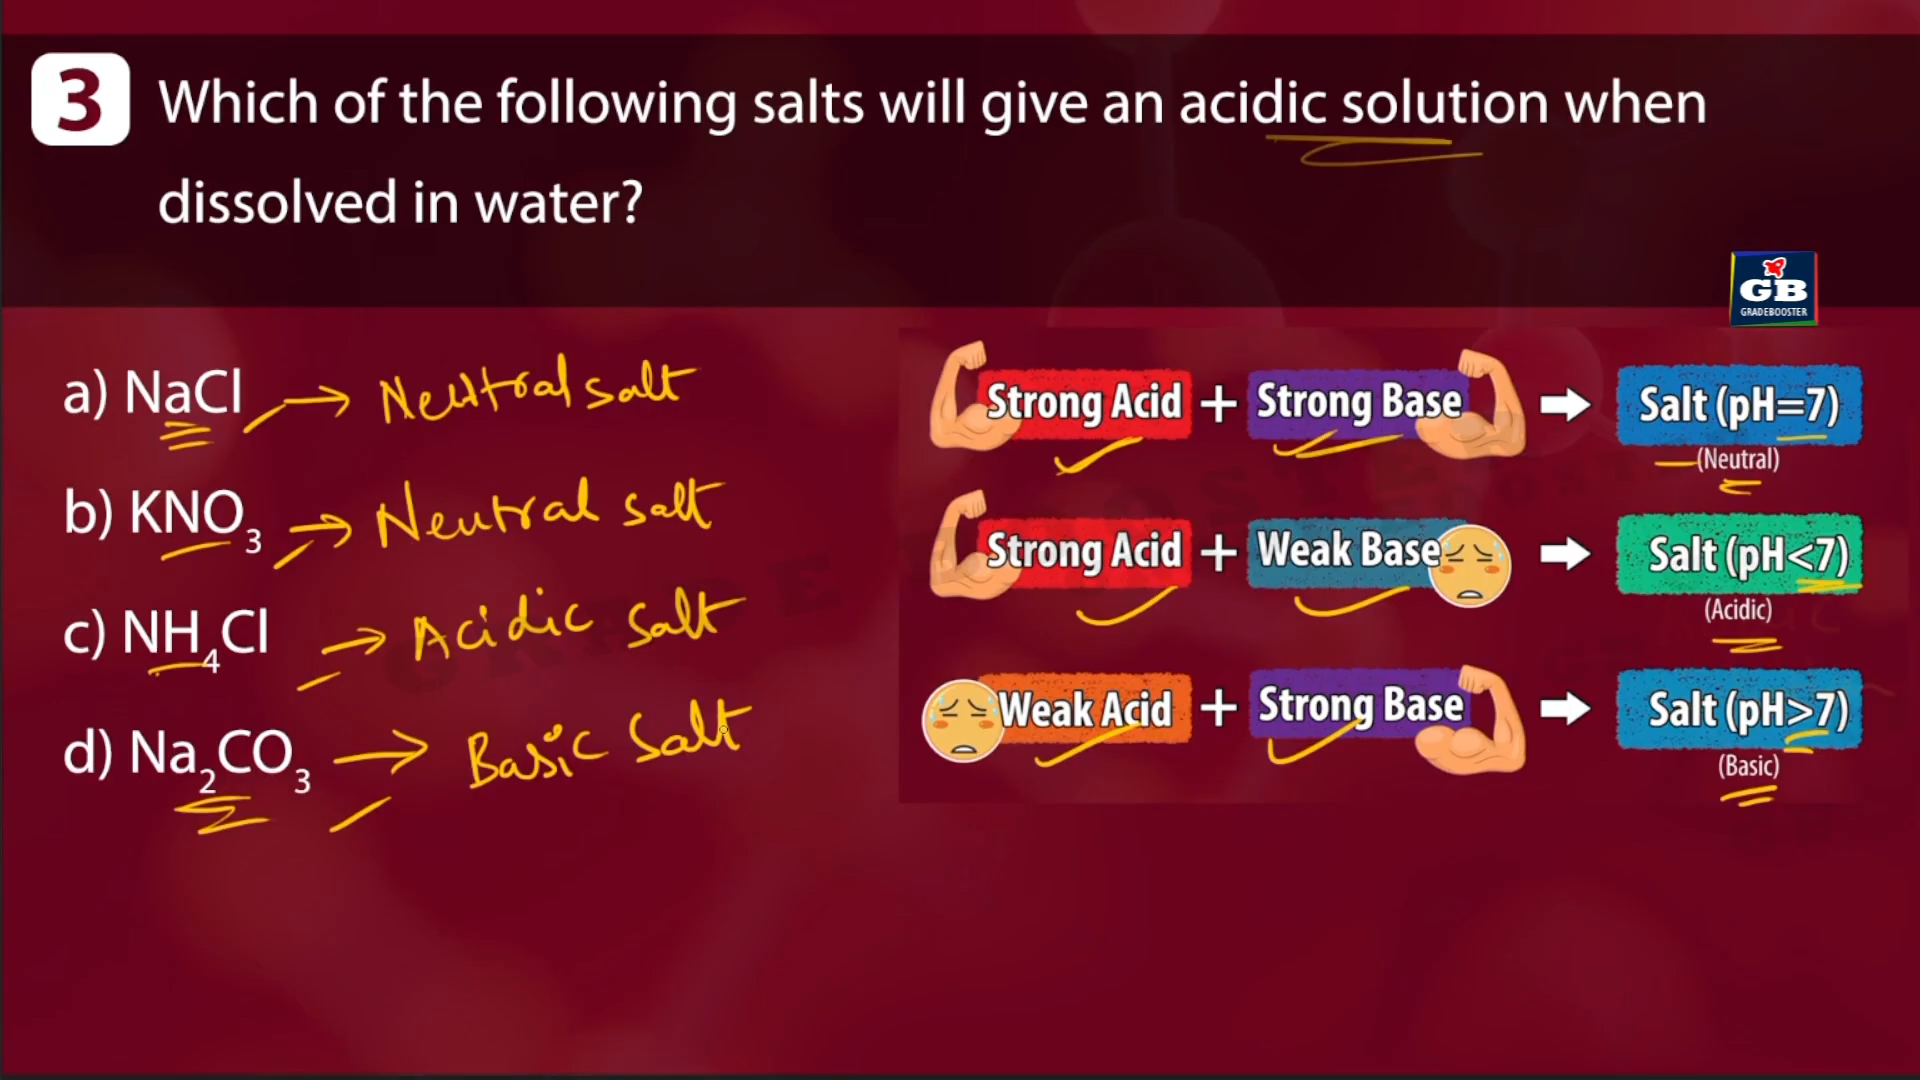 3 Which of the following salts will give an acidic solution when
dissolved in water?
GB
GRADEBOOSTER
a) NaCl → Neutral salt
b) KNO₃ → Neutral salt
c) NH₄Cl → Acidic salt
d) Na₂CO₃ → Basic salt
Strong Acid + Strong Base → Salt (pH=7)
(Neutral)
Strong Acid + Weak Base → Salt (pH<7)
(Acidic)
Weak Acid + Strong Base → Salt (pH>7)
(Basic)